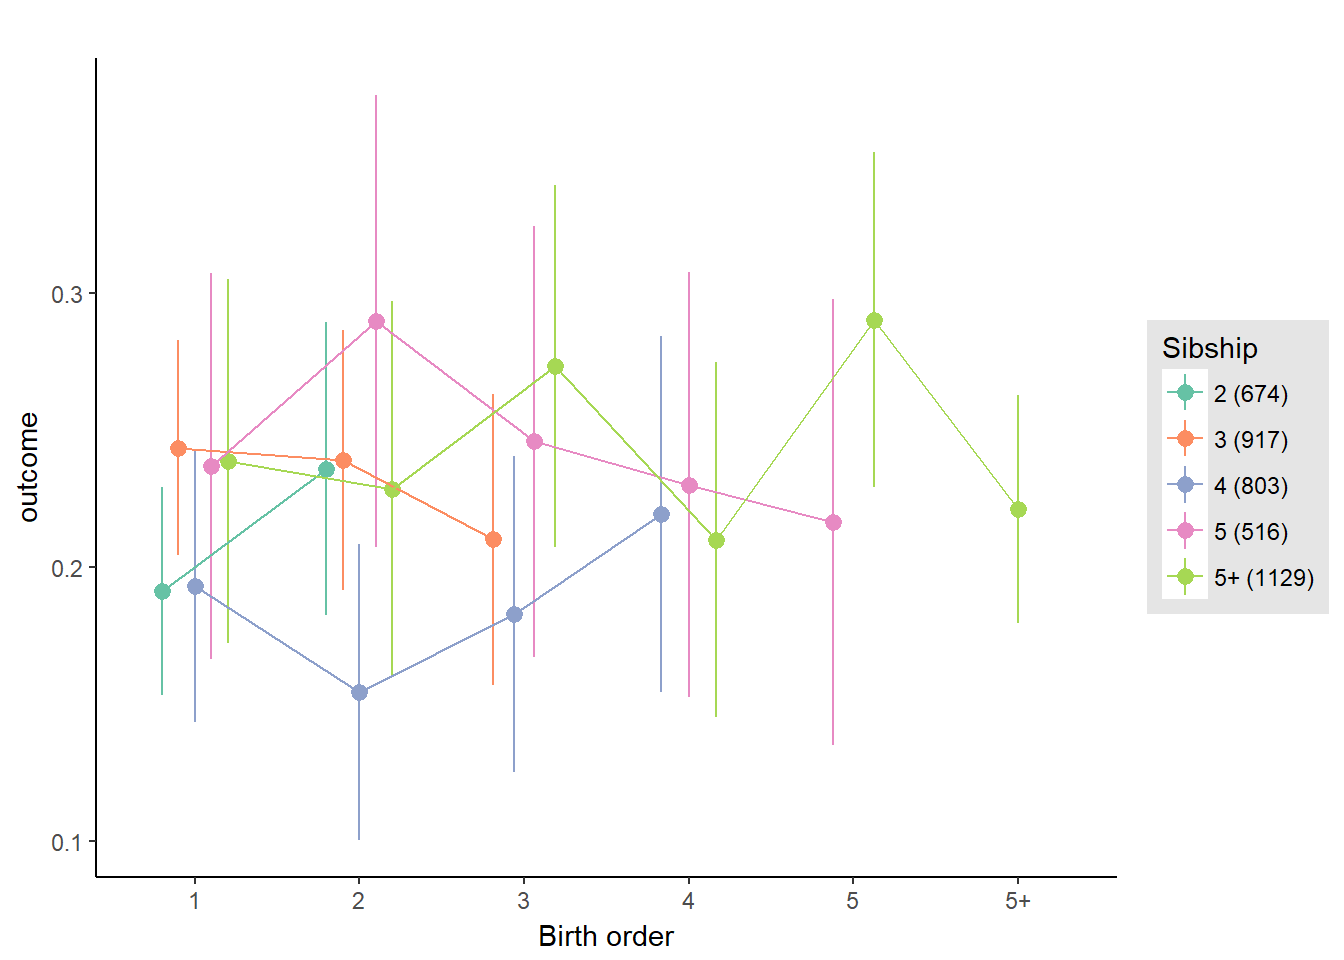 outcome
0.3
0.2
0.1
1 2 3 4 5 5+
Birth order
Sibship
2 (674)
3 (917)
4 (803)
5 (516)
5+ (1129)